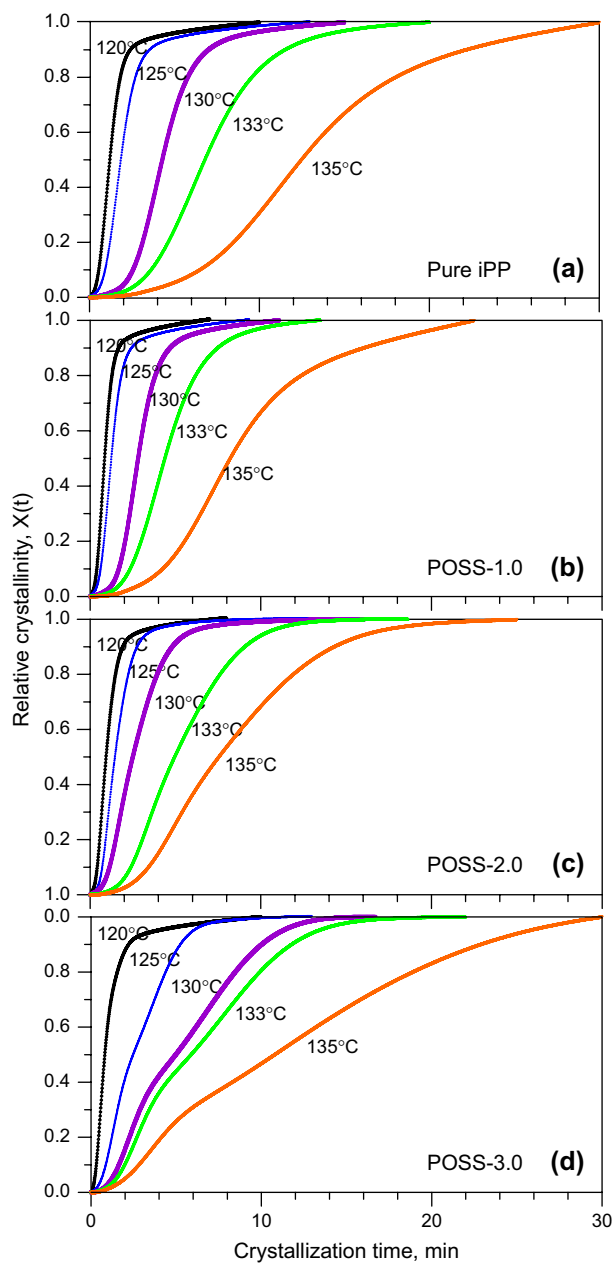 1.0
120°C
125°C
0.8
130°C
133°C
0.6
135°C
0.4
0.2
Pure iPP (a)
0.0
1.0
120°C
125°C
0.8
130°C
0.6
133°C
135°C
0.4
0.2
POSS-1.0 (b)
0.0
Relative crystallinity, X(t)
1.0
120°C
125°C
0.8
130°C
0.6
133°C
135°C
0.4
0.2
POSS-2.0 (c)
1.0
0.0
120°C
125°C
0.8
130°C
133°C
0.6
135°C
0.4
0.2
POSS-3.0 (d)
0.0
0 10 20 30
Crystallization time, min